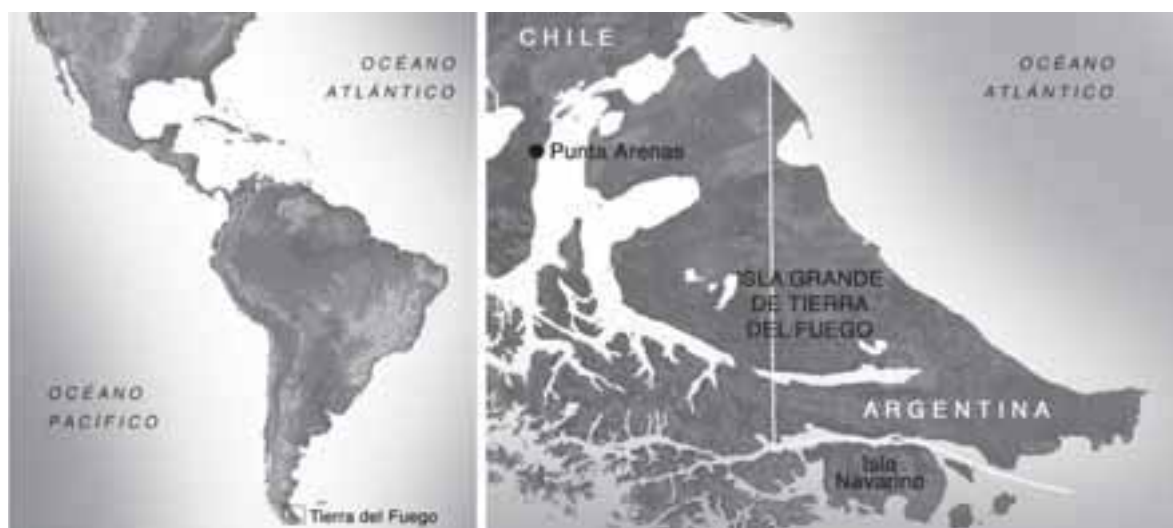 OCÉANO
ATLÁNTICO
OCÉANO
PACÍFICO
Tierra del Fuego
CHILE
OCÉANO
ATLÁNTICO
Punta Arenas
ISLA GRANDE
DE TIERRA
DEL FUEGO
ARGENTINA
Isla
Navarino